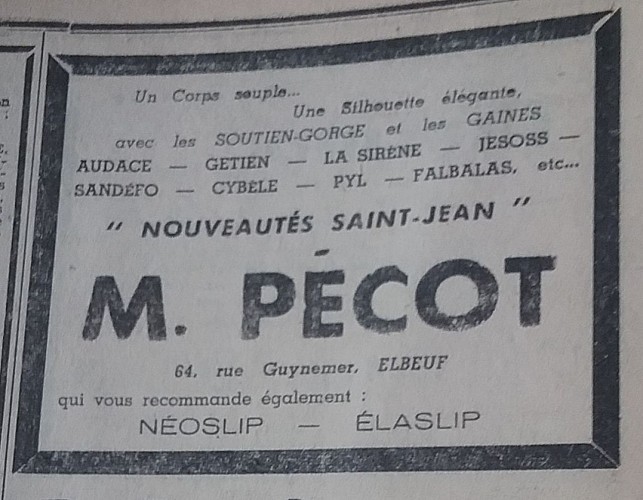 Un Corps souple...
Une Silhouette élégante,
avec les SOUTIEN-GORGE et les GAINES
AUDACE — GETIEN — LA SIRÈNE — JESOSS —
SANDÉFO — CYBÈLE — PYL — FALBALAS, etc...
" NOUVEAUTÉS SAINT-JEAN "
M. PÉCOT
64, rue Guynemer, ELBEUF
qui vous recommande également :
NÉOSLIP — ÉLASLIP